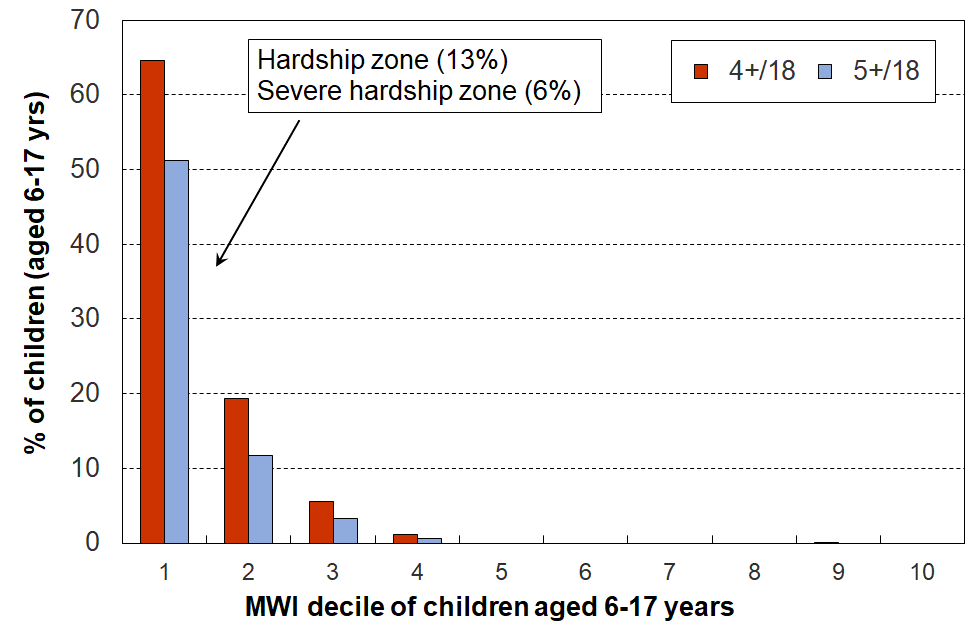 70
60
50
40
30
20
10
0
% of children (aged 6-17 yrs)
Hardship zone (13%)
Severe hardship zone (6%)
4+/18 5+/18
1 2 3 4 5 6 7 8 9 10
MWI decile of children aged 6-17 years